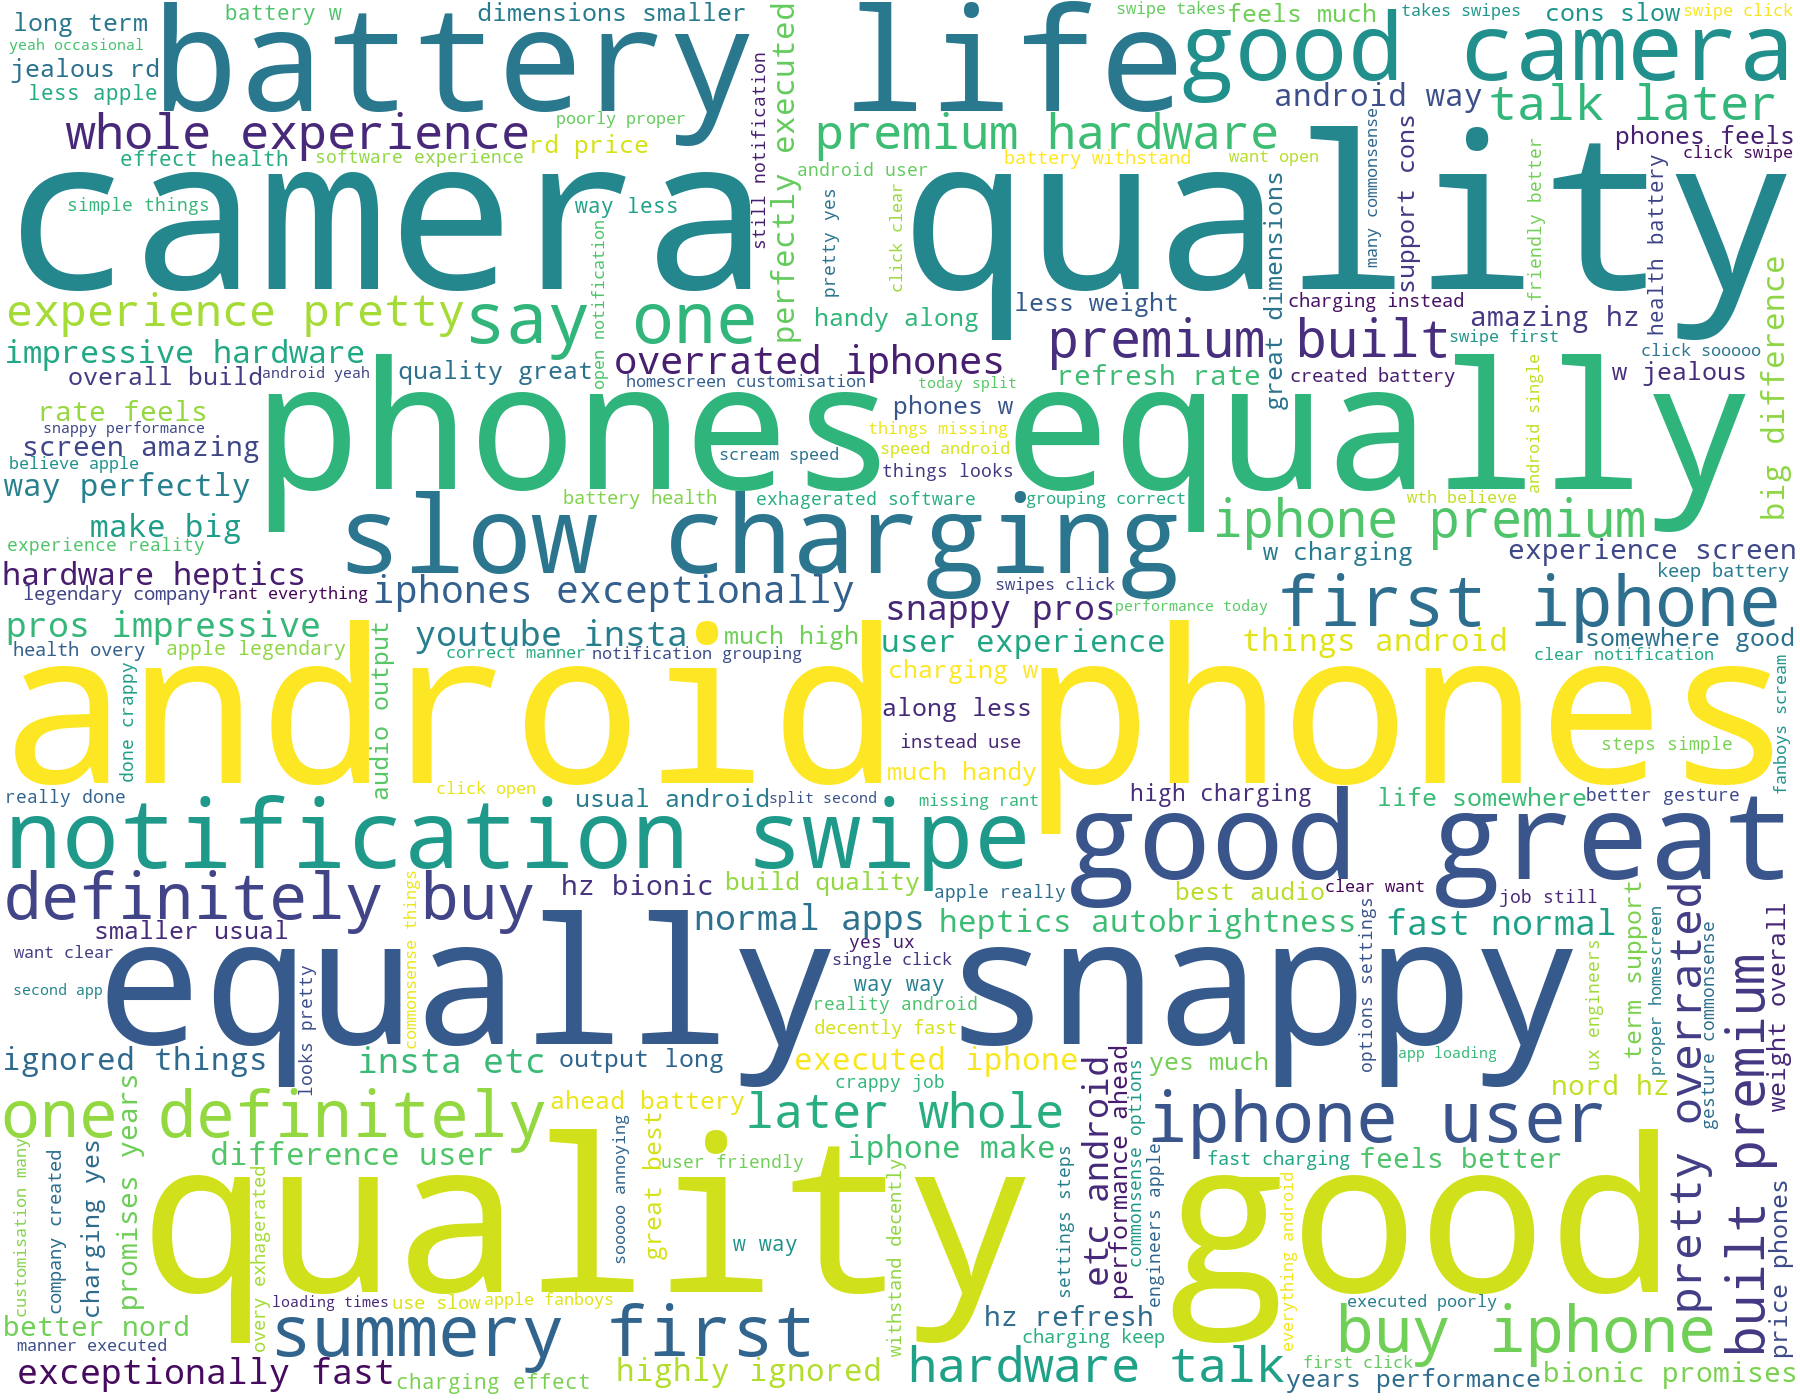 long term
battery w
dimensions smaller
swipe takes
feels much
takes swipes
cons slow
swipe click
yeah occasional
battery life
good camera
jealous rd
less apple
android way
talk later
whole experience
poorly proper
still notification
perfectly executed
premium hardware
rd price
phones feels
effect health
software experience
battery withstand
want open
click swipe
android user
camera quality
simple things
way less
pretty yes
click clear
great dimensions
many commonsense
support cons
friendly better
health battery
open notification
big difference
experience pretty
say one
handy along
less weight
charging instead
amazing hz
premium built
swipe first
impressive hardware
overrated iphones
click sooooo
overall build
android yeah
quality great
homescreen customisation
today split
refresh rate
created battery
w jealous
android single
rate feels
phones w
phones equally
snappy performance
things missing
screen amazing
speed android
scream speed
believe apple
things looks
way perfectly
battery health
exhagerated software
grouping correct
wth believe
make big
slow charging
iphone premium
experience reality
w charging
experience screen
hardware heptics
keep battery
legendary company
rant everything
iphones exceptionally
swipes click
snappy pros
performance today
first iphone
pros impressive
audio output
youtube insta
much high
user experience
things android
somewhere good
health overy
apple legendary
correct manner
notification grouping
clear notification
done crappy
charging w
fanboys scream
android phones
along less
instead use
steps simple
much handy
click open
really done
usual android
split second
missing rant
high charging
life somewhere
better gesture
notification swipe
good great
definitely buy
commonsense things
hz bionic
build quality
apple really
best audio
clear want
job still
smaller usual
normal apps
heptics autobrightness
options settings
fast normal
ux engineers
term support
proper homescreen
pretty overrated
gesture commonsense
built premium
weight overall
want clear
yes ux
single click
second app
looks pretty
equally snappy
way way
reality android
decently fast
ignored things
insta etc
output long
executed iphone
etc android
performance ahead
commonsense options
yes much
app loading
crappy job
nord hz
one definitely
ahead battery
later whole
iphone user
promises years
customisation many
company created
charging yes
difference user
over exhagerated
sooooo annoying
great best
user friendly
iphone make
withstand decently
settings steps
engineers apple
fast charging
feels better
everything android
price phones
quality good
w way
loading times
use slow
apple fanboys
hz refresh
executed poorly
better nord
summery first
charging keep
buy iphone
manner executed
exceptionally fast
charging effect
highly ignored
hardware talk
first click
years performance
bionic promises